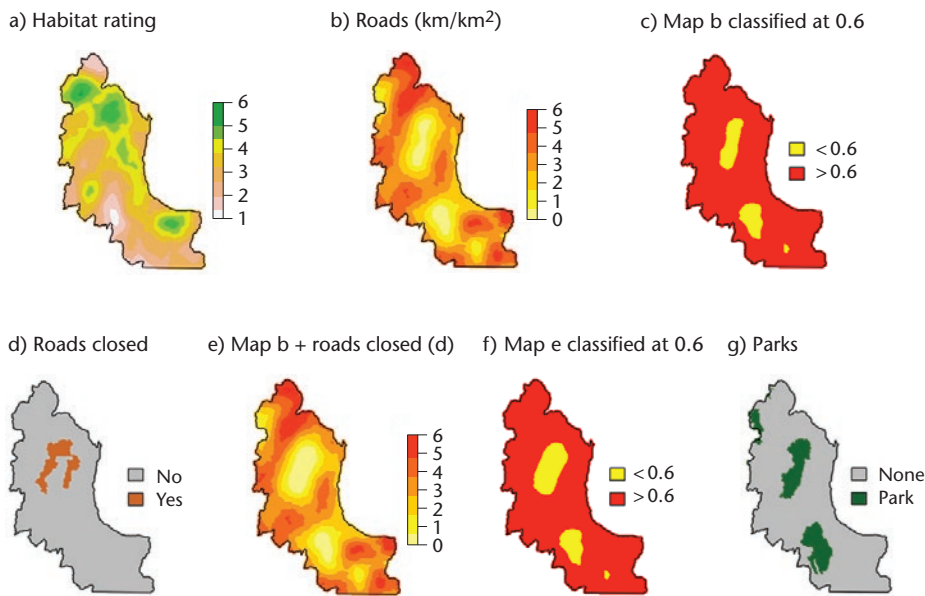 a) Habitat rating
b) Roads (km/km²)
c) Map b classified at 0.6
6
5
4
3
2
1
6
5
4
3
2
1
0
<0.6
>0.6
d) Roads closed
e) Map b + roads closed (d)
f) Map e classified at 0.6
g) Parks
No
Yes
6
5
4
3
2
1
0
<0.6
>0.6
None
Park